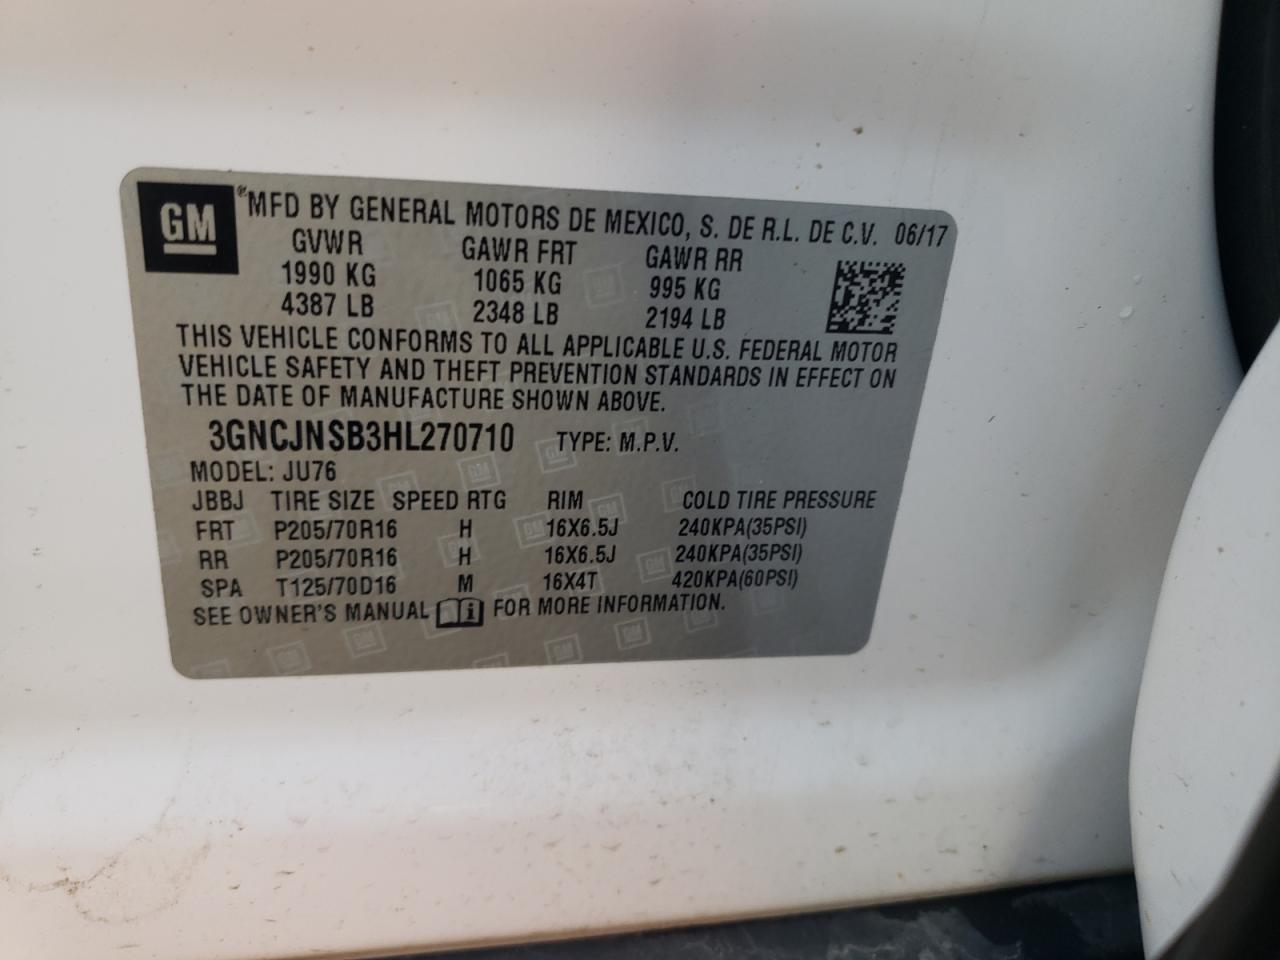 GM ® MFD BY GENERAL MOTORS DE MEXICO, S. DE R.L. DE C.V. 06/17
GVWR GAWR FRT GAWR RR
1990 KG 1065 KG 995 KG
4387 LB 2348 LB 2194 LB
THIS VEHICLE CONFORMS TO ALL APPLICABLE U.S. FEDERAL MOTOR
VEHICLE SAFETY AND THEFT PREVENTION STANDARDS IN EFFECT ON
THE DATE OF MANUFACTURE SHOWN ABOVE.
3GNCJNSB3HL270710 TYPE: M.P.V.
MODEL: JU76
JBBJ TIRE SIZE SPEED RTG RIM COLD TIRE PRESSURE
FRT P205/70R16 H 16X6.5J 240KPA(35PSI)
RR P205/70R16 H 16X6.5J 240KPA(35PSI)
SPA T125/70D16 M 16X4T 420KPA(60PSI)
SEE OWNER'S MANUAL i FOR MORE INFORMATION.